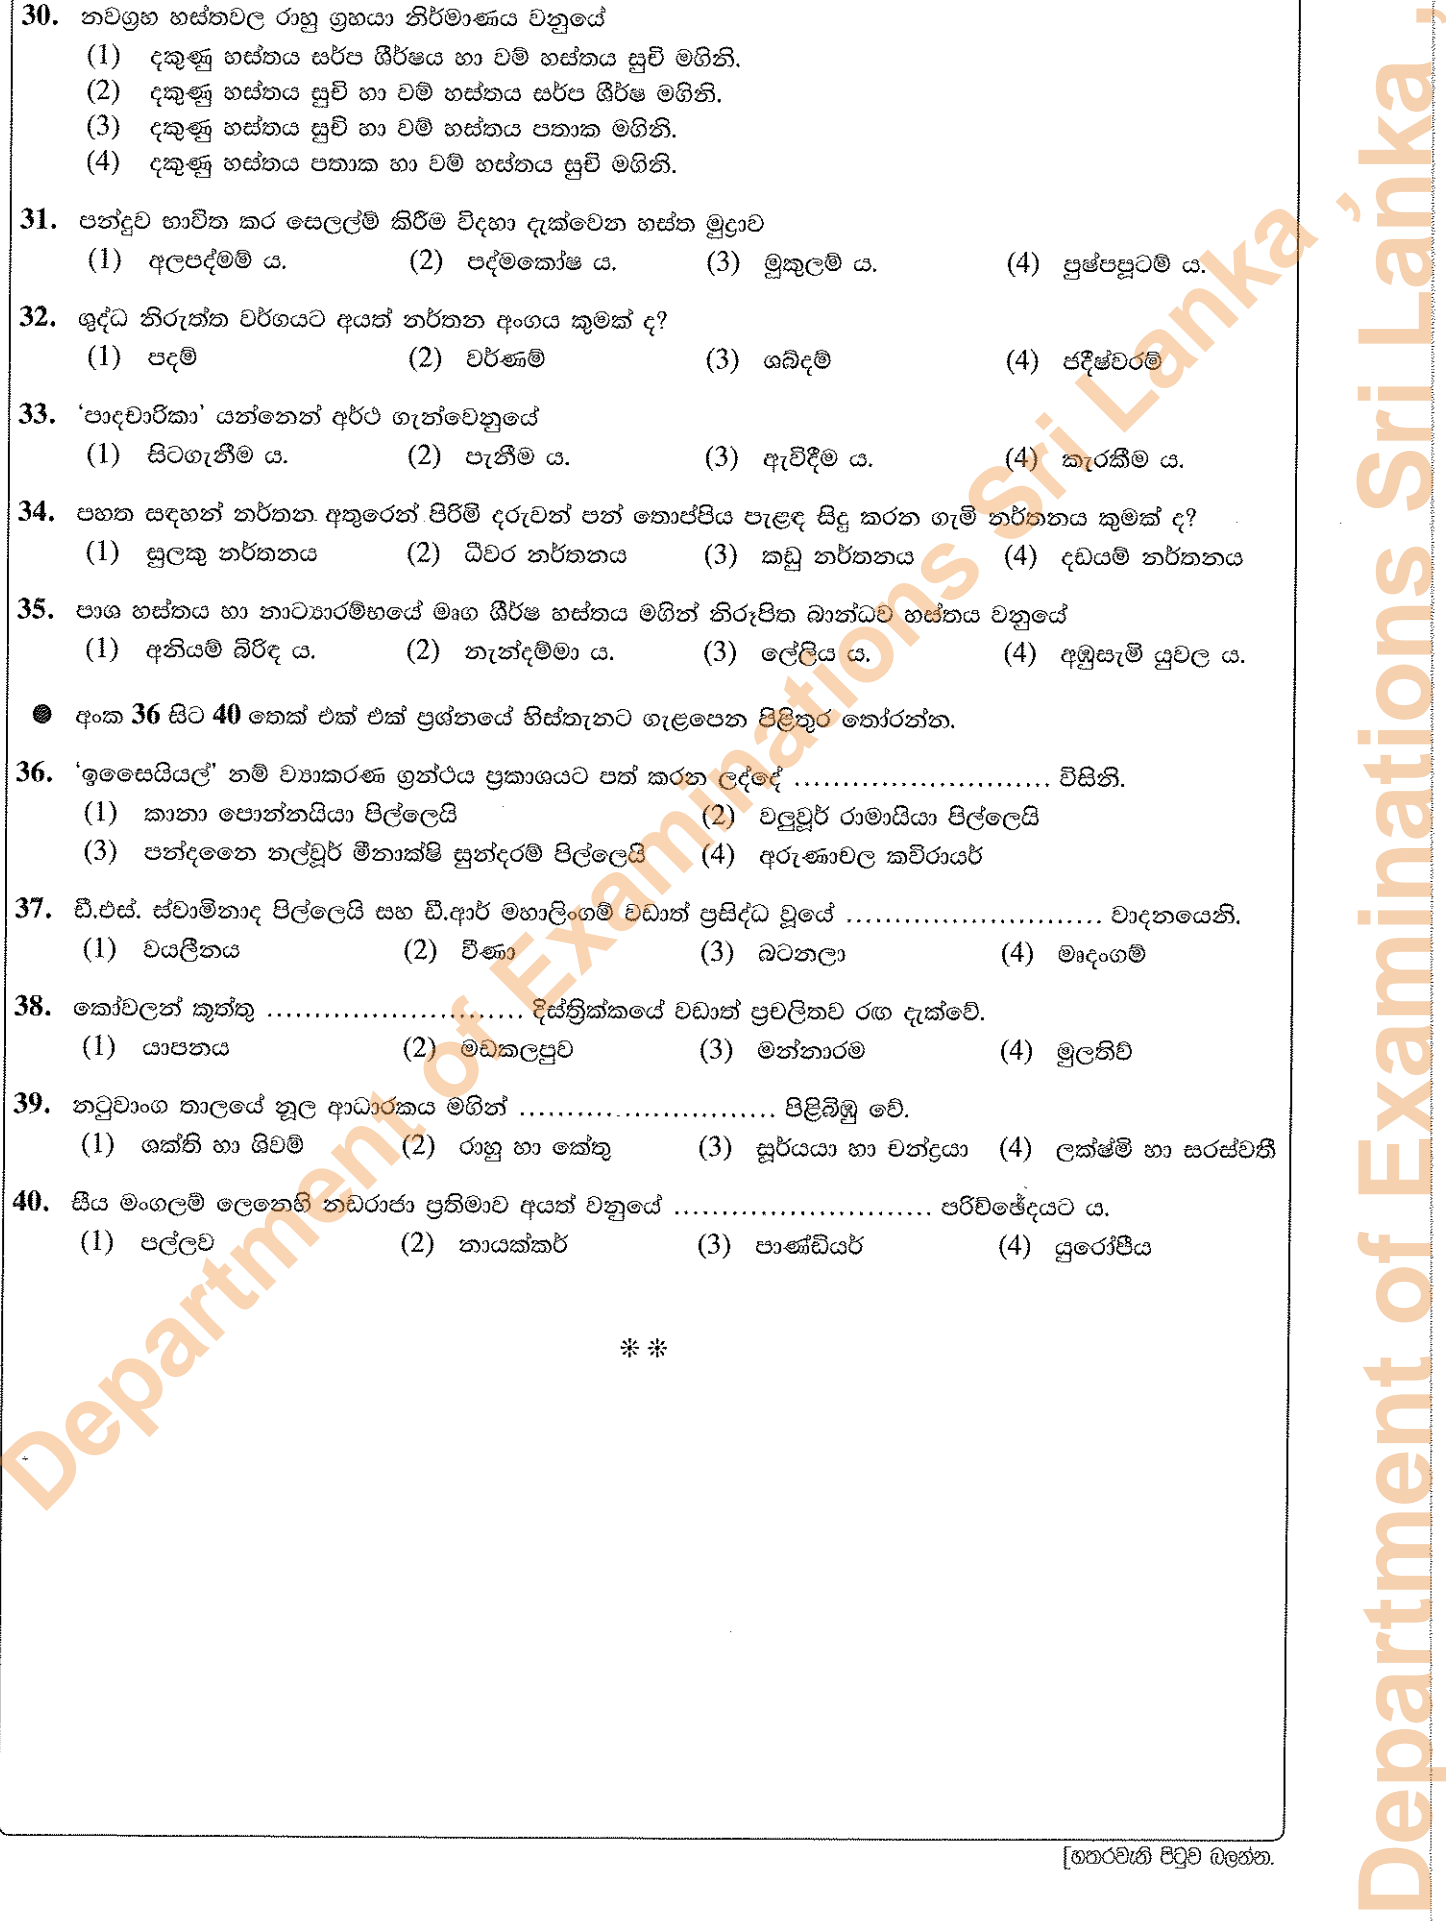 30. නවග්‍රහ හස්තවල රාහු ග්‍රහයා නිර්මාණය වනුයේ
(1) දකුණු හස්තය සර්ප ශීර්ෂය හා වම් හස්තය සුචි මගිනි.
(2) දකුණු හස්තය සුචි හා වම් හස්තය සර්ප ශීර්ෂ මගිනි.
(3) දකුණු හස්තය සුචි හා වම් හස්තය පතාක මගිනි.
(4) දකුණු හස්තය පතාක හා වම් හස්තය සුචි මගිනි.
31. පන්දුව භාවිත කර සෙලල්ම් කිරීම විදහා දැක්වෙන හස්ත මුද්‍රාව
(1) අලපද්මම් ය. (2) පද්මකෝෂ ය. (3) මුකුලම් ය. (4) පුෂ්පපුටම් ය.
32. ශුද්ධ නිරුත්ත වර්ගයට අයත් නර්තන අංගය කුමක් ද?
(1) පදම් (2) වර්ණම් (3) ශබ්දම් (4) ජදීෂ්වරම්
33. ‘පාදචාරිකා’ යන්නෙන් අර්ථ ගැන්වෙනුයේ
(1) සිටගැනීම ය. (2) පැනීම ය. (3) ඇවිදීම ය. (4) කැරකීම ය.
34. පහත සඳහන් නර්තන අතුරෙන් පිරිමි දරුවන් පන් තොප්පිය පැළඳ සිදු කරන ගැමි නර්තනය කුමක් ද?
(1) සුලකු නර්තනය (2) ධීවර නර්තනය (3) කඩු නර්තනය (4) දඩයම් නර්තනය
35. පාශ හස්තය හා නාට්‍යාරම්භයේ මෘග ශීර්ෂ හස්තය මගින් නිරූපිත බාන්ධව හස්තය වනුයේ
(1) අනියම් බිරිඳ ය. (2) නැන්දම්මා ය. (3) ලේලිය ය. (4) අඹුසැමි යුවල ය.
● අංක 36 සිට 40 තෙක් එක් එක් ප්‍රශ්නයේ හිස්තැනට ගැළපෙන පිළිතුර තෝරන්න.
36. ‘ඉසෛයියල්’ නම් ව්‍යාකරණ ග්‍රන්ථය ප්‍රකාශයට පත් කරන ලද්දේ ........................... විසිනි.
(1) කානා පොන්නයියා පිල්ලෙයි (2) වලුවූර් රාමායියා පිල්ලෙයි
(3) පන්දනෛ නල්වූර් මීනාක්ෂි සුන්දරම් පිල්ලෙයි (4) අරුණාචල කවිරායර්
37. ඩී.එස්. ස්වාමිනාද පිල්ලෙයි සහ ඩී.ආර් මහාලිංගම් වඩාත් ප්‍රසිද්ධ වූයේ ........................... වාදනයෙනි.
(1) වයලීනය (2) වීණා (3) බටනලා (4) මෘදංගම්
38. කෝවලන් කූත්තු ........................... දිස්ත්‍රික්කයේ වඩාත් ප්‍රචලිතව රඟ දැක්වේ.
(1) යාපනය (2) මඩකලපුව (3) මන්නාරම (4) මුලතිව්
39. නටුවාංග තාලයේ නූල ආධාරකය මගින් ........................... පිළිබිඹු වේ.
(1) ශක්ති හා ශිවම් (2) රාහු හා කේතු (3) සූර්යයා හා චන්ද්‍රයා (4) ලක්ෂ්මි හා සරස්වතී
40. සීය මංගලම් ලෙනෙහි නඩරාජා ප්‍රතිමාව අයත් වනුයේ ........................... පරිච්ඡේදයට ය.
(1) පල්ලව (2) නායක්කර් (3) පාණ්ඩියර් (4) යුරෝපීය
[හතරවැනි පිටුව බලන්න.
Department of Examinations Sri Lanka ,
Department of Examinations Sri Lanka ,